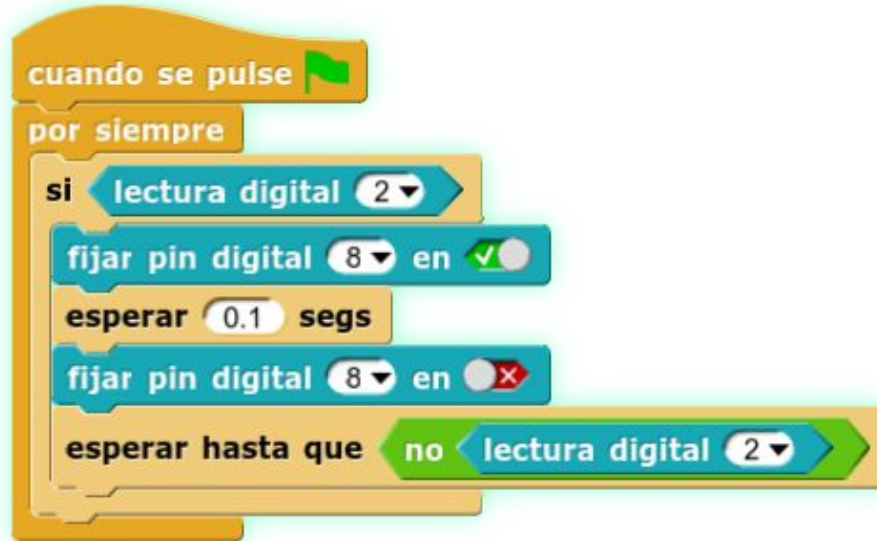 cuando se pulse
por siempre
si lectura digital 2
fijar pin digital 8 en
esperar 0.1 segs
fijar pin digital 8 en
esperar hasta que no lectura digital 2